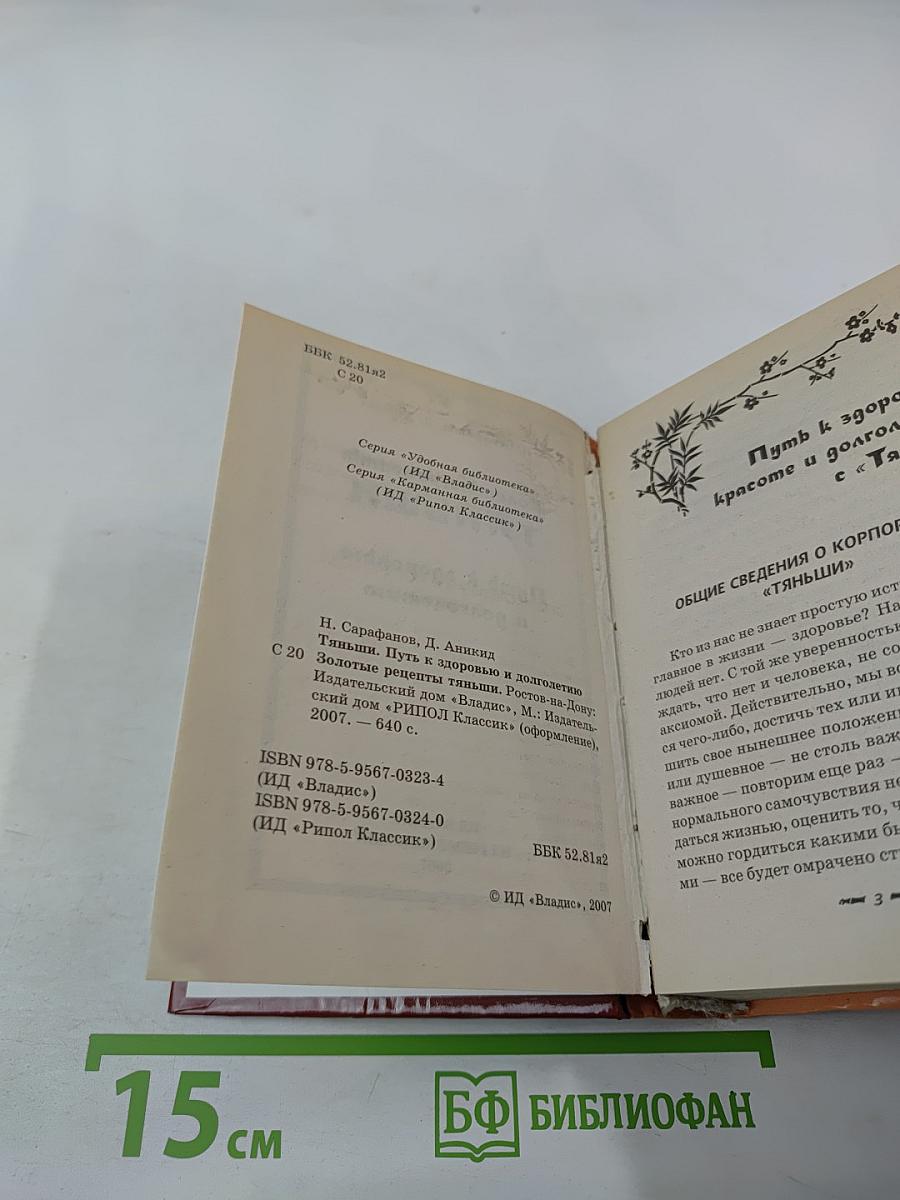 ББК 52.81я2
С 20
Серия «Удобная библиотека»
(ИД «Владис»)
Серия «Карманная библиотека»
(ИД «Рипол Классик»)
Н. Сарафанов, Д. Аникид
Тяньши. Путь к здоровью и долголетию
С 20 Золотые рецепты тяньши. Ростов-на-Дону:
Издательский дом «Владис», М.: Издатель-
ский дом «РИПОЛ Классик» (оформление),
2007. — 640 с.
ISBN 978-5-9567-0323-4
(ИД «Владис»)
ISBN 978-5-9567-0324-0
(ИД «Рипол Классик»)
ББК 52.81я2
© ИД «Владис», 2007
Путь к здоро
красоте и долгол
с «Тя
ОБЩИЕ СВЕДЕНИЯ О КОРПОР
«ТЯНЬШИ»
Кто из нас не знает простую ист
главное в жизни — здоровье? На
людей нет. С той же уверенностью
ждать, что нет и человека, не со
аксиомой. Действительно, мы вс
ся чего-либо, достичь тех или ин
шить свое нынешнее положен
или душевное — не столь важ
важное — повторим еще раз —
нормального самочувствия не
даться жизнью, оценить то, ч
можно гордиться какими бы
ми — все будет омрачено ст
3
15 см
БФ БИБЛИОФАН